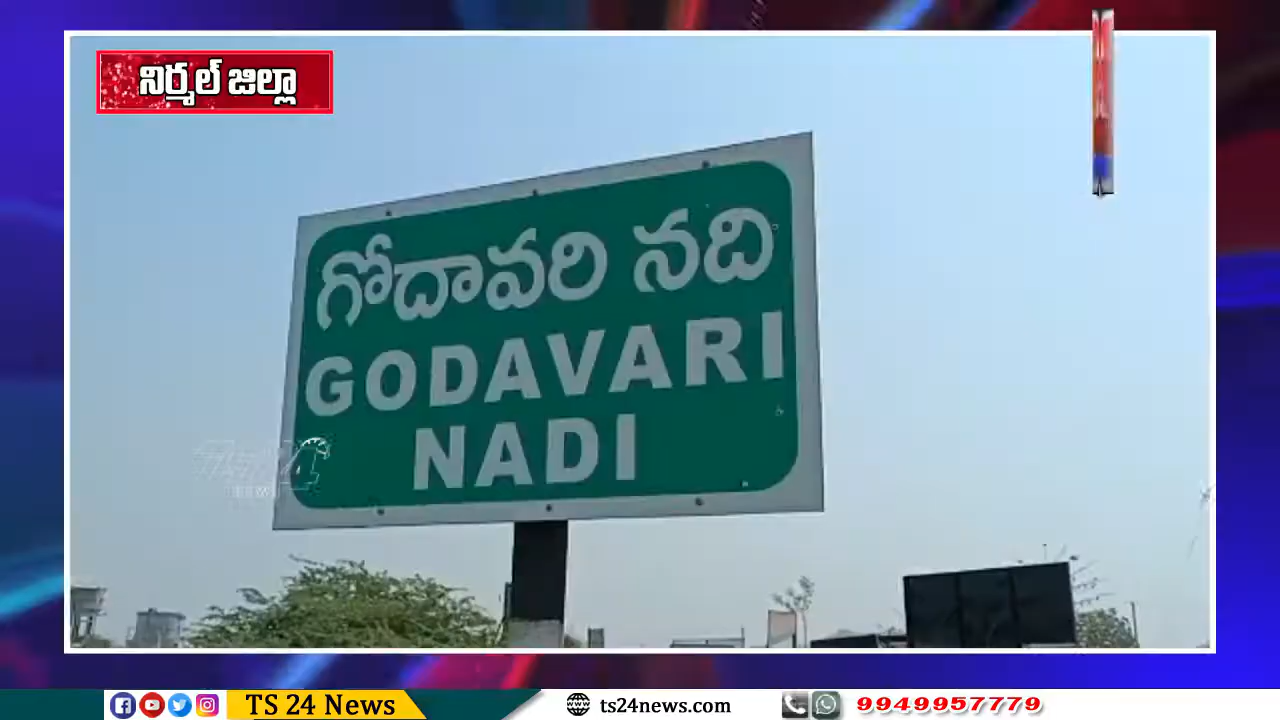 నిర్మల్ జిల్లా
గోదావరి నది
GODAVARI
NADI
TS 24 News
ts24news.com
9949957779